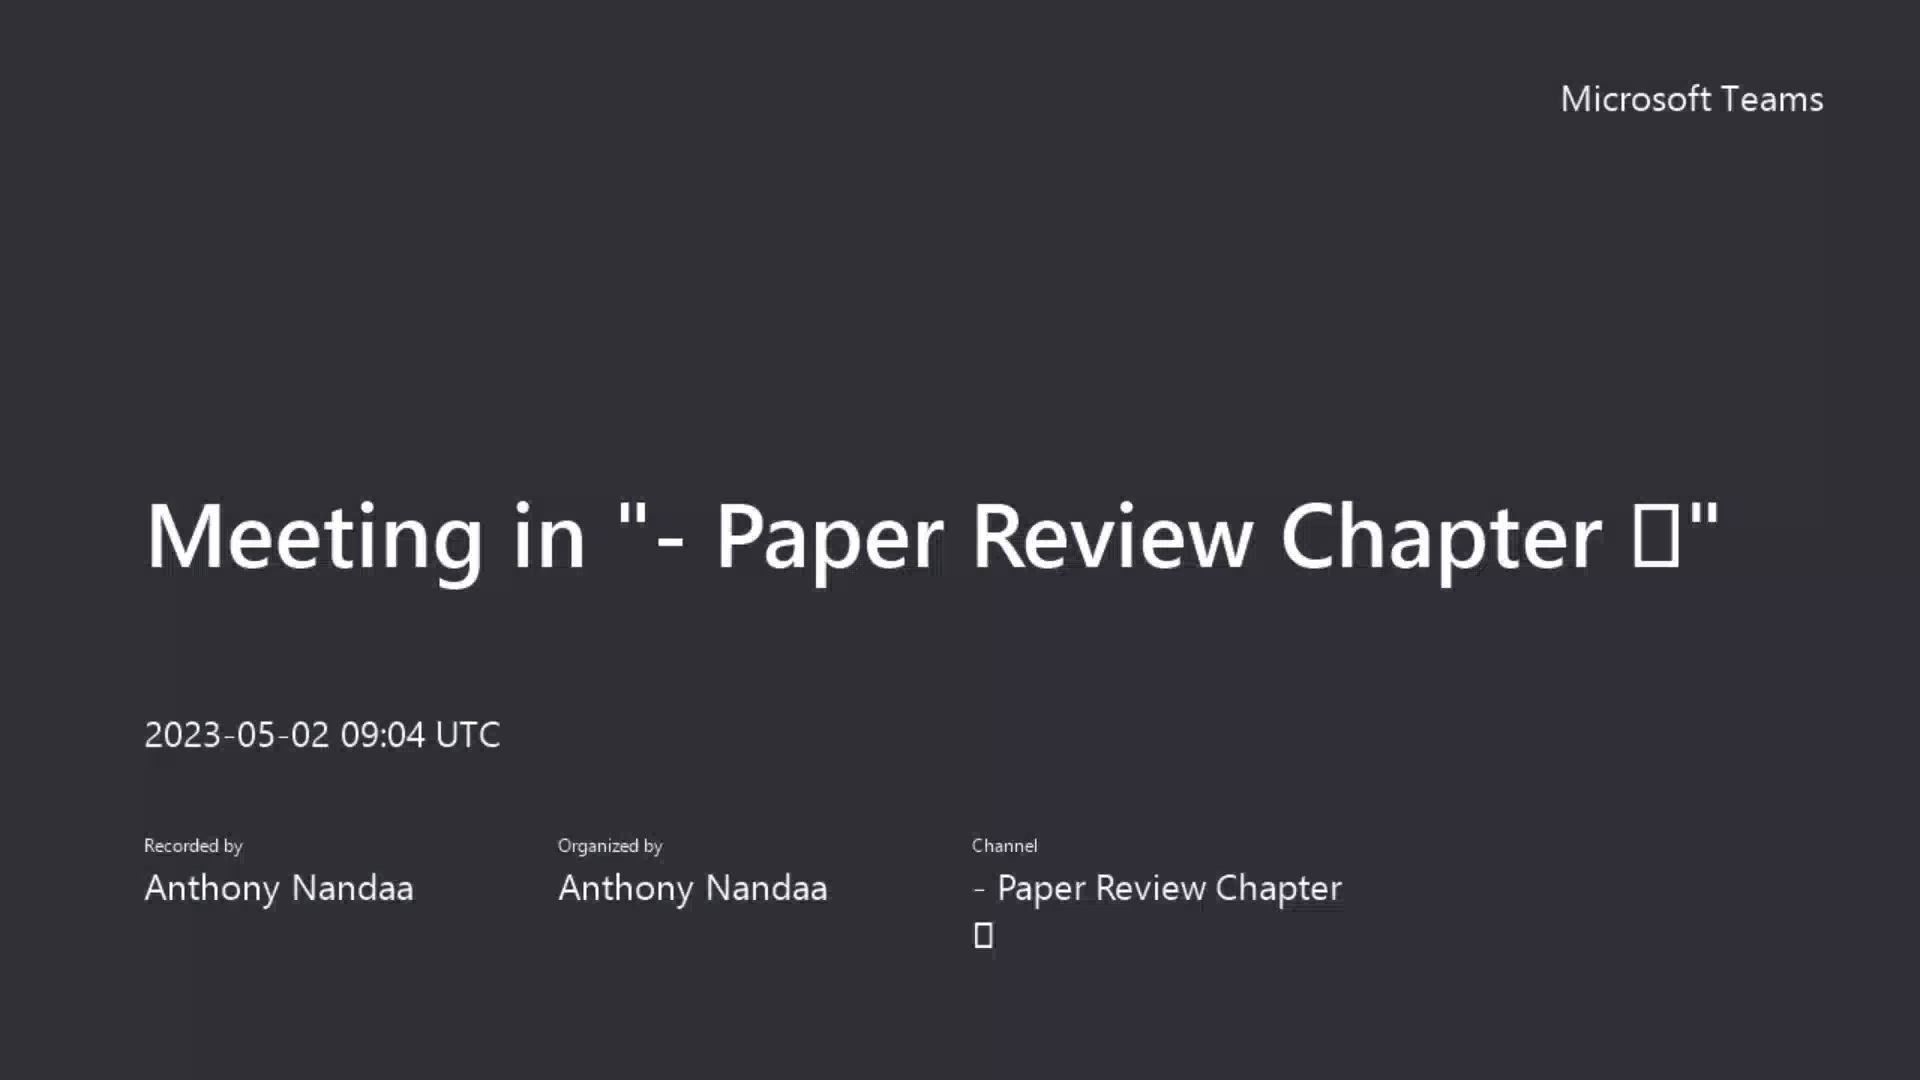 Microsoft Teams
Meeting in "- Paper Review Chapter "
2023-05-02 09:04 UTC
Recorded by
Anthony Nandaa
Organized by
Anthony Nandaa
Channel
- Paper Review Chapter